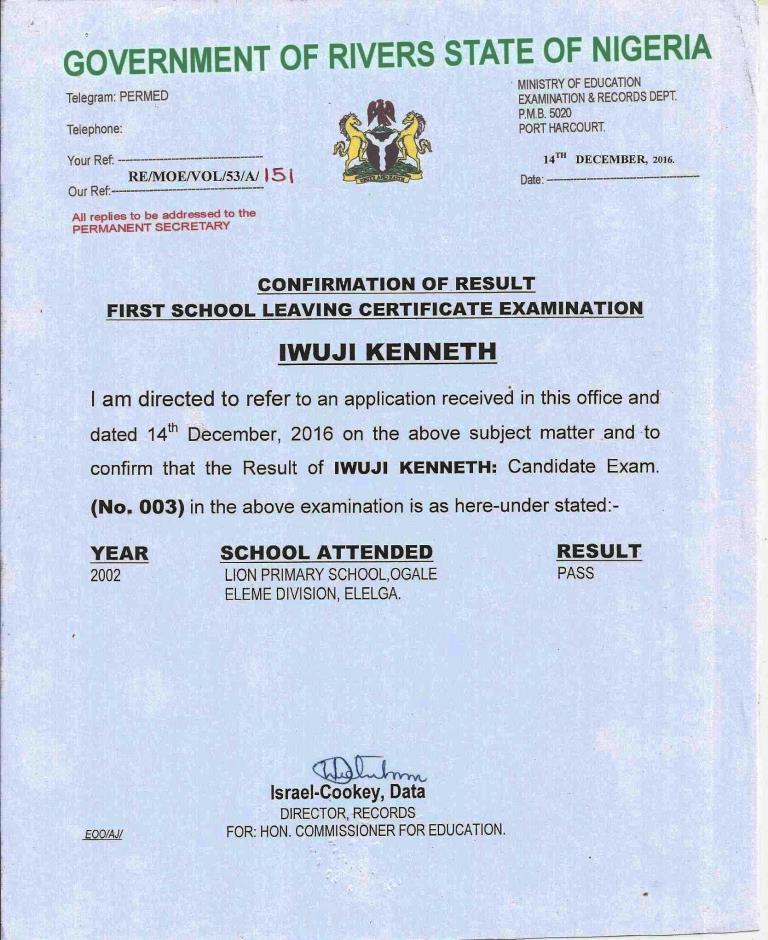 GOVERNMENT OF RIVERS STATE OF NIGERIA
Telegram: PERMED
Telephone:
Your Ref:
RE/MOE/VOL/53/A/ 151
Our Ref:
All replies to be addressed to the
PERMANENT SECRETARY
MINISTRY OF EDUCATION
EXAMINATION & RECORDS DEPT.
P.M.B. 5020
PORT HARCOURT.
14TH DECEMBER, 2016.
Date:
CONFIRMATION OF RESULT
FIRST SCHOOL LEAVING CERTIFICATE EXAMINATION
IWUJI KENNETH
I am directed to refer to an application received in this office and
dated 14th December, 2016 on the above subject matter and to
confirm that the Result of IWUJI KENNETH: Candidate Exam.
(No. 003) in the above examination is as here-under stated:-
YEAR SCHOOL ATTENDED RESULT
2002 LION PRIMARY SCHOOL,OGALE PASS
ELEME DIVISION, ELELGA.
Israel-Cookey, Data
DIRECTOR, RECORDS
EOO/AJ/ FOR: HON. COMMISSIONER FOR EDUCATION.